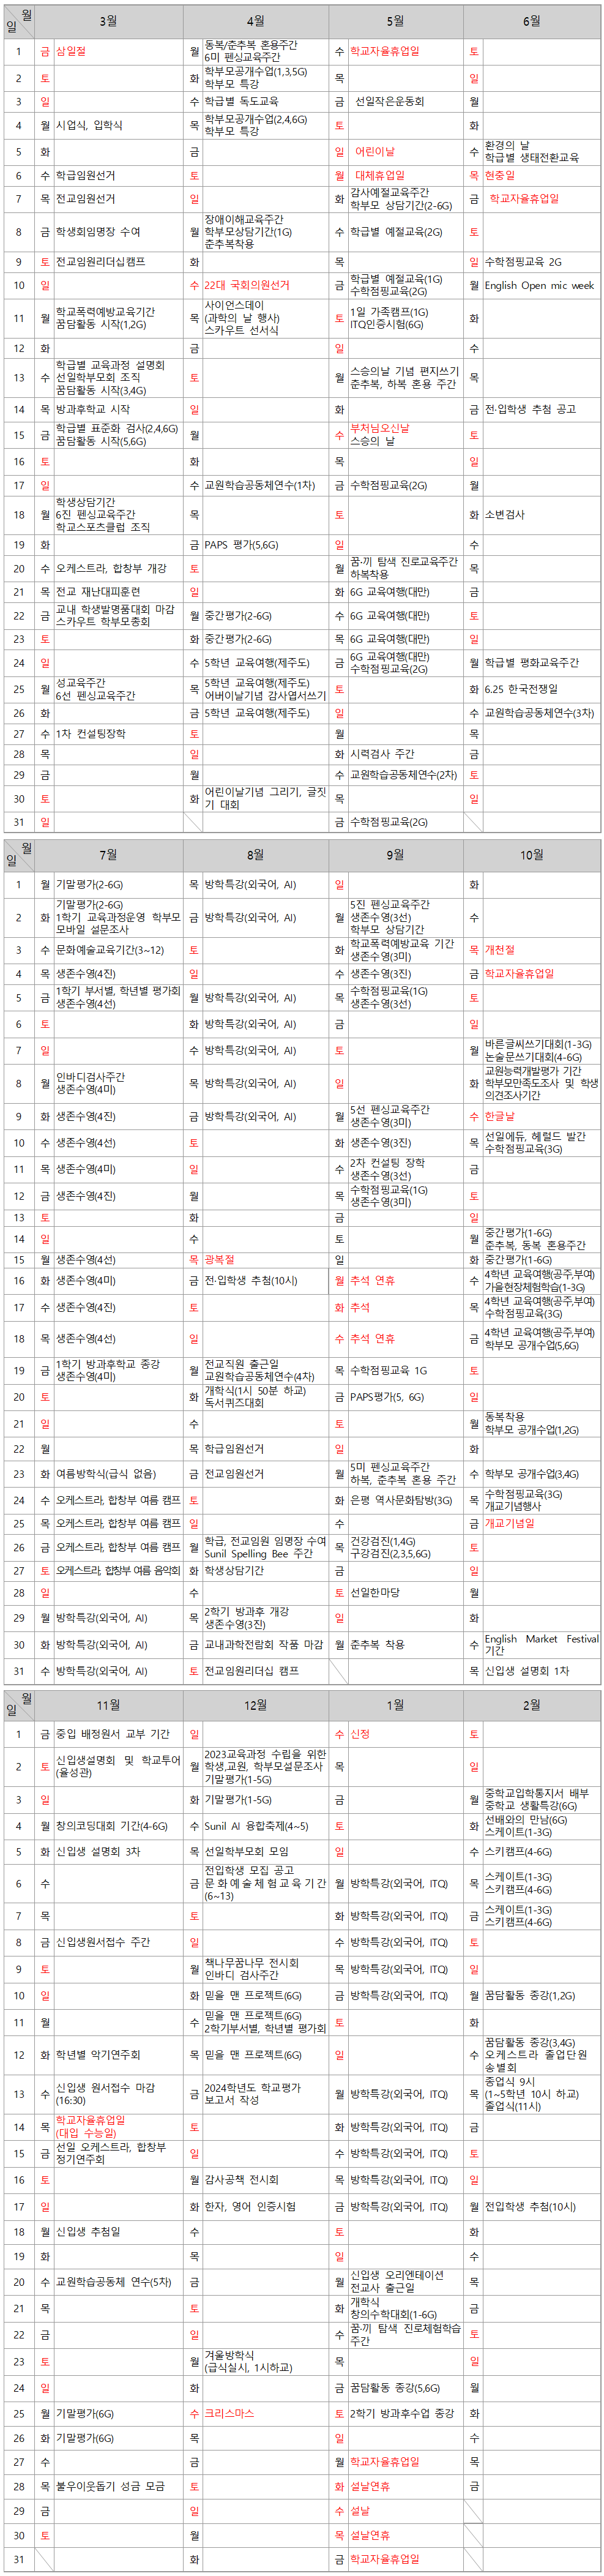 월
일
3월 4월 5월 6월
1 금 삼일절 월 동복/춘추복 혼용주간 수 학교자율휴업일 토
6미 펜싱교육주간
2 토 화 학부모공개수업(1,3,5G) 목 일
학부모 특강
3 일 수 학급별 독도교육 금 선일작은운동회 월
4 월 시업식, 입학식 목 학부모공개수업(2,4,6G) 토 화
학부모 특강
5 화 금 일 어린이날 수 환경의 날
학급별 생태전환교육
6 수 학급임원선거 토 월 대체휴업일 목 현충일
7 목 전교임원선거 일 화 감사예절교육주간 금 학교자율휴업일
학부모 상담기간(2-6G)
8 금 학생회임명장 수여 월 장애이해교육주간 수 학급별 예절교육(2G) 토
학부모상담기간(1G)
춘추복착용
9 토 전교임원리더십캠프 화 목 일 수학점핑교육 2G
10 일 수 22대 국회의원선거 금 학급별 예절교육(1G) 월 English Open mic week
수학점핑교육(2G)
11 월 학교폭력예방교육기간 목 사이언스데이 토 1일 가족캠프(1G) 화
꿈담활동 시작(1,2G) (과학의 날 행사) ITQ인증시험(6G)
스카우트 선서식
12 화 금 일 수
13 수 학급별 교육과정 설명회 토 월 스승의날 기념 편지쓰기 목
선일학부모회 조직 춘추복, 하복 혼용 주간
꿈담활동 시작(3,4G)
14 목 방과후학교 시작 일 화 금 전·입학생 추첨 공고
15 금 학급별 표준화 검사(2,4,6G) 월 수 부처님오신날 토
꿈담활동 시작(5,6G) 스승의 날
16 토 화 목 일
17 일 수 교원학습공동체연수(1차) 금 수학점핑교육(2G) 월
18 월 학생상담기간 목 토 화 소변검사
6진 펜싱교육주간
학교스포츠클럽 조직
19 화 금 PAPS 평가(5,6G) 일 수
20 수 오케스트라, 합창부 개강 토 월 꿈·끼 탐색 진로교육주간 목
하복착용
21 목 전교 재난대피훈련 일 화 6G 교육여행(대만) 금
22 금 교내 학생발명품대회 마감 월 중간평가(2-6G) 수 6G 교육여행(대만) 토
스카우트 학부모총회
23 토 화 중간평가(2-6G) 목 6G 교육여행(대만) 일
24 일 수 5학년 교육여행(제주도) 금 6G 교육여행(대만) 월 학급별 평화교육주간
수학점핑교육(2G)
25 월 성교육주간 목 5학년 교육여행(제주도) 토 화 6.25 한국전쟁일
6선 펜싱교육주간 어버이날기념 감사엽서쓰기
26 화 금 5학년 교육여행(제주도) 일 수 교원학습공동체연수(3차)
27 수 1차 컨설팅장학 토 월 목
28 목 일 화 시력검사 주간 금
29 금 월 수 교원학습공동체연수(2차) 토
30 토 화 어린이날기념 그리기, 글짓 목 일
기 대회
31 일 금 수학점핑교육(2G)
월
일
7월 8월 9월 10월
1 월 기말평가(2-6G) 목 방학특강(외국어, AI) 일 화
2 화 기말평가(2-6G) 금 방학특강(외국어, AI) 월 5진 펜싱교육주간 수
1학기 교육과정운영 학부모 생존수영(3선)
모바일 설문조사 학부모 상담기간
3 수 문화예술교육기간(3~12) 토 화 학교폭력예방교육 기간 목 개천절
생존수영(3미)
4 목 생존수영(4진) 일 수 생존수영(3진) 금 학교자율휴업일
5 금 1학기 부서별, 학년별 평가회 월 방학특강(외국어, AI) 목 수학점핑교육(1G) 토
생존수영(4선) 생존수영(3선)
6 토 화 방학특강(외국어, AI) 금 일
7 일 수 방학특강(외국어, AI) 토 월 바른글씨쓰기대회(1-3G)
논술문쓰기대회(4-6G)
8 월 인바디검사주간 목 방학특강(외국어, AI) 일 화 교원능력개발평가 기간
생존수영(4미) 학부모만족도조사 및 학생
의견조사기간
9 화 생존수영(4진) 금 방학특강(외국어, AI) 월 5선 펜싱교육주간 수 한글날
생존수영(3미)
10 수 생존수영(4선) 토 화 생존수영(3진) 목 선일에듀, 헤럴드 발간
수학점핑교육(3G)
11 목 생존수영(4미) 일 수 2차 컨설팅 장학 금
생존수영(3선)
12 금 생존수영(4진) 월 목 수학점핑교육(1G) 토
생존수영(3미)
13 토 화 금 일
14 일 수 토 월 중간평가(1-6G)
춘추복, 동복 혼용주간
15 월 생존수영(4선) 목 광복절 일 화 중간평가(1-6G)
16 화 생존수영(4미) 금 전·입학생 추첨(10시) 월 추석 연휴 수 4학년 교육여행(공주,부여)
가을현장체험학습(1-3G)
17 수 생존수영(4진) 토 화 추석 목 4학년 교육여행(공주,부여)
수학점핑교육(3G)
18 목 생존수영(4선) 일 수 추석 연휴 금 4학년 교육여행(공주,부여)
학부모 공개수업(5,6G)
19 금 1학기 방과후학교 종강 월 전교직원 출근일 목 수학점핑교육 1G 토
생존수영(4미) 교원학습공동체연수(4차)
20 토 화 개학식(1시 50분 하교) 금 PAPS평가(5, 6G) 일
독서퀴즈대회
21 일 수 토 월 동복착용
학부모 공개수업(1,2G)
22 월 목 학급임원선거 일 화
23 화 여름방학식(급식 없음) 금 전교임원선거 월 5미 펜싱교육주간 수 학부모 공개수업(3,4G)
하복, 춘추복 혼용 주간
24 수 오케스트라, 합창부 여름 캠프 토 화 은평 역사문화탐방(3G) 목 수학점핑교육(3G)
개교기념행사
25 목 오케스트라, 합창부 여름 캠프 일 수 금 개교기념일
26 금 오케스트라, 합창부 여름 캠프 월 학급, 전교임원 임명장 수여 목 건강검진(1,4G) 토
Sunil Spelling Bee 주간 구강검진(2,3,5,6G)
27 토 오케스트라, 합창부 여름 음악회 화 학생상담기간 금 일
28 일 수 토 선일한마당 월
29 월 방학특강(외국어, AI) 목 2학기 방과후 개강 일 화
생존수영(3진)
30 화 방학특강(외국어, AI) 금 교내과학전람회 작품 마감 월 춘추복 착용 수 English Market Festival
기간
31 수 방학특강(외국어, AI) 토 전교임원리더십 캠프 목 신입생 설명회 1차
월
일
11월 12월 1월 2월
1 금 중입 배정원서 교부 기간 일 수 신정 토
2 토 신입생설명회 및 학교투어 월 2023교육과정 수립을 위한 목 일
(율성관) 학생,교원, 학부모설문조사
기말평가(1-5G)
3 일 화 기말평가(1-5G) 금 월 중학교입학통지서 배부
중학교 생활특강(6G)
4 월 창의코딩대회 기간(4-6G) 수 Sunil AI 융합축제(4~5) 토 화 선배와의 만남(6G)
스케이트(1-3G)
5 화 신입생 설명회 3차 목 선일학부모회 모임 일 수 스키캠프(4-6G)
6 수 금 전입학생 모집 공고 월 방학특강(외국어, ITQ) 목 스케이트(1-3G)
문화예술체험교육기간 스키캠프(4-6G)
(6~13)
7 목 토 화 방학특강(외국어, ITQ) 금 스케이트(1-3G)
스키캠프(4-6G)
8 금 신입생원서접수 주간 일 수 방학특강(외국어, ITQ) 토
9 토 월 책나무꿈나무 전시회 목 방학특강(외국어, ITQ) 일
인바디 검사주간
10 일 화 믿을 맨 프로젝트(6G) 금 방학특강(외국어, ITQ) 월 꿈담활동 종강(1,2G)
11 월 수 믿을 맨 프로젝트(6G) 토 화
2학기부서별, 학년별 평가회
12 화 학년별 악기연주회 목 믿을 맨 프로젝트(6G) 일 수 꿈담활동 종강(3,4G)
오케스트라 졸업단원
송별회
13 수 신입생 원서접수 마감 금 2024학년도 학교평가 월 방학특강(외국어, ITQ) 목 종업식 9시
(16:30) 보고서 작성 (1~5학년 10시 하교)
졸업식(11시)
14 목 학교자율휴업일 토 화 방학특강(외국어, ITQ) 금
(대입 수능일)
15 금 선일 오케스트라, 합창부 일 수 방학특강(외국어, ITQ) 토
정기연주회
16 토 월 감사공책 전시회 목 방학특강(외국어, ITQ) 일
17 일 화 한자, 영어 인증시험 금 방학특강(외국어, ITQ) 월 전입학생 추첨(10시)
18 월 신입생 추첨일 수 토 화
19 화 목 일 수
20 수 교원학습공동체 연수(5차) 금 월 신입생 오리엔테이션 목
전교사 출근일
21 목 토 화 개학식 금
창의수학대회(1-6G)
22 금 일 수 꿈·끼 탐색 진로체험학습 토
주간
23 토 월 겨울방학식 목 일
(급식실시, 1시하교)
24 일 화 금 꿈담활동 종강(5,6G) 월
25 월 기말평가(6G) 수 크리스마스 토 2학기 방과후수업 종강 화
26 화 기말평가(6G) 목 일 수
27 수 금 월 학교자율휴업일 목
28 목 불우이웃돕기 성금 모금 토 화 설날연휴 금
29 금 일 수 설날
30 토 월 목 설날연휴
31 화 금 학교자율휴업일